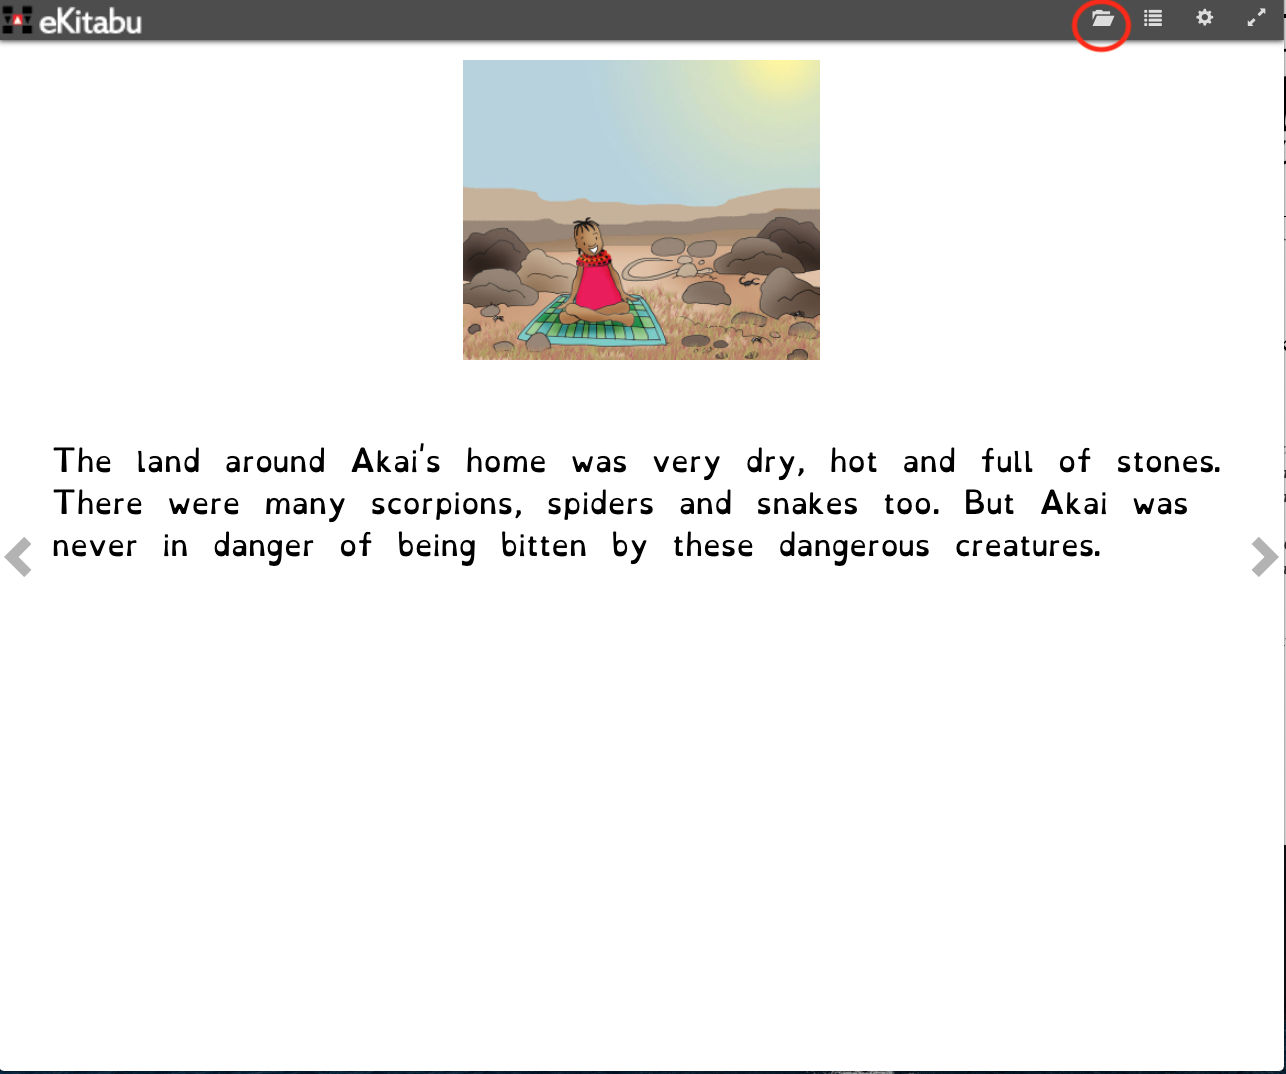 eKitabu
The land around Akai's home was very dry, hot and full of stones.
There were many scorpions, spiders and snakes too. But Akai was
never in danger of being bitten by these dangerous creatures.